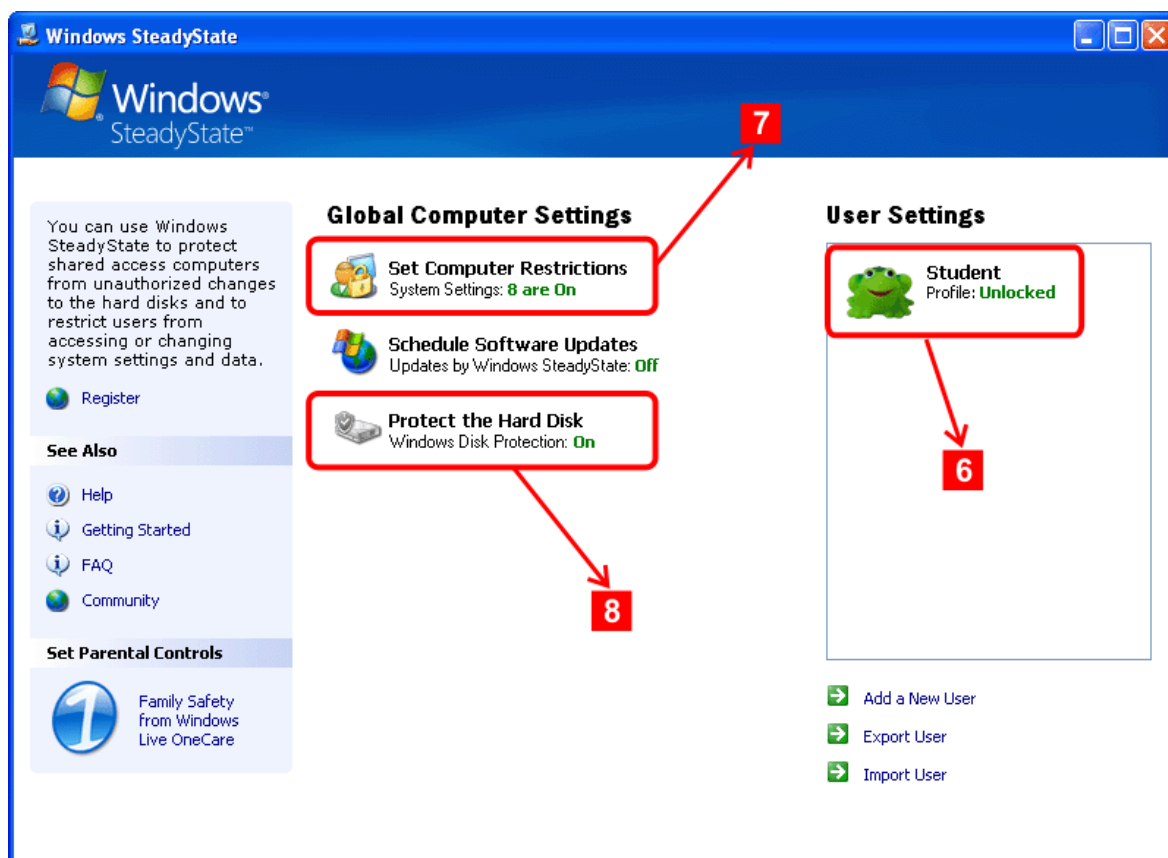 Windows SteadyState
Windows®
SteadyState™
7
You can use Windows
SteadyState to protect
shared access computers
from unauthorized changes
to the hard disks and to
restrict users from
accessing or changing
system settings and data.
Register
See Also
Help
Getting Started
FAQ
Community
Set Parental Controls
Family Safety
from Windows
Live OneCare
Global Computer Settings
Set Computer Restrictions
System Settings: 8 are On
Schedule Software Updates
Updates by Windows SteadyState: Off
Protect the Hard Disk
Windows Disk Protection: On
8
User Settings
Student
Profile: Unlocked
6
Add a New User
Export User
Import User